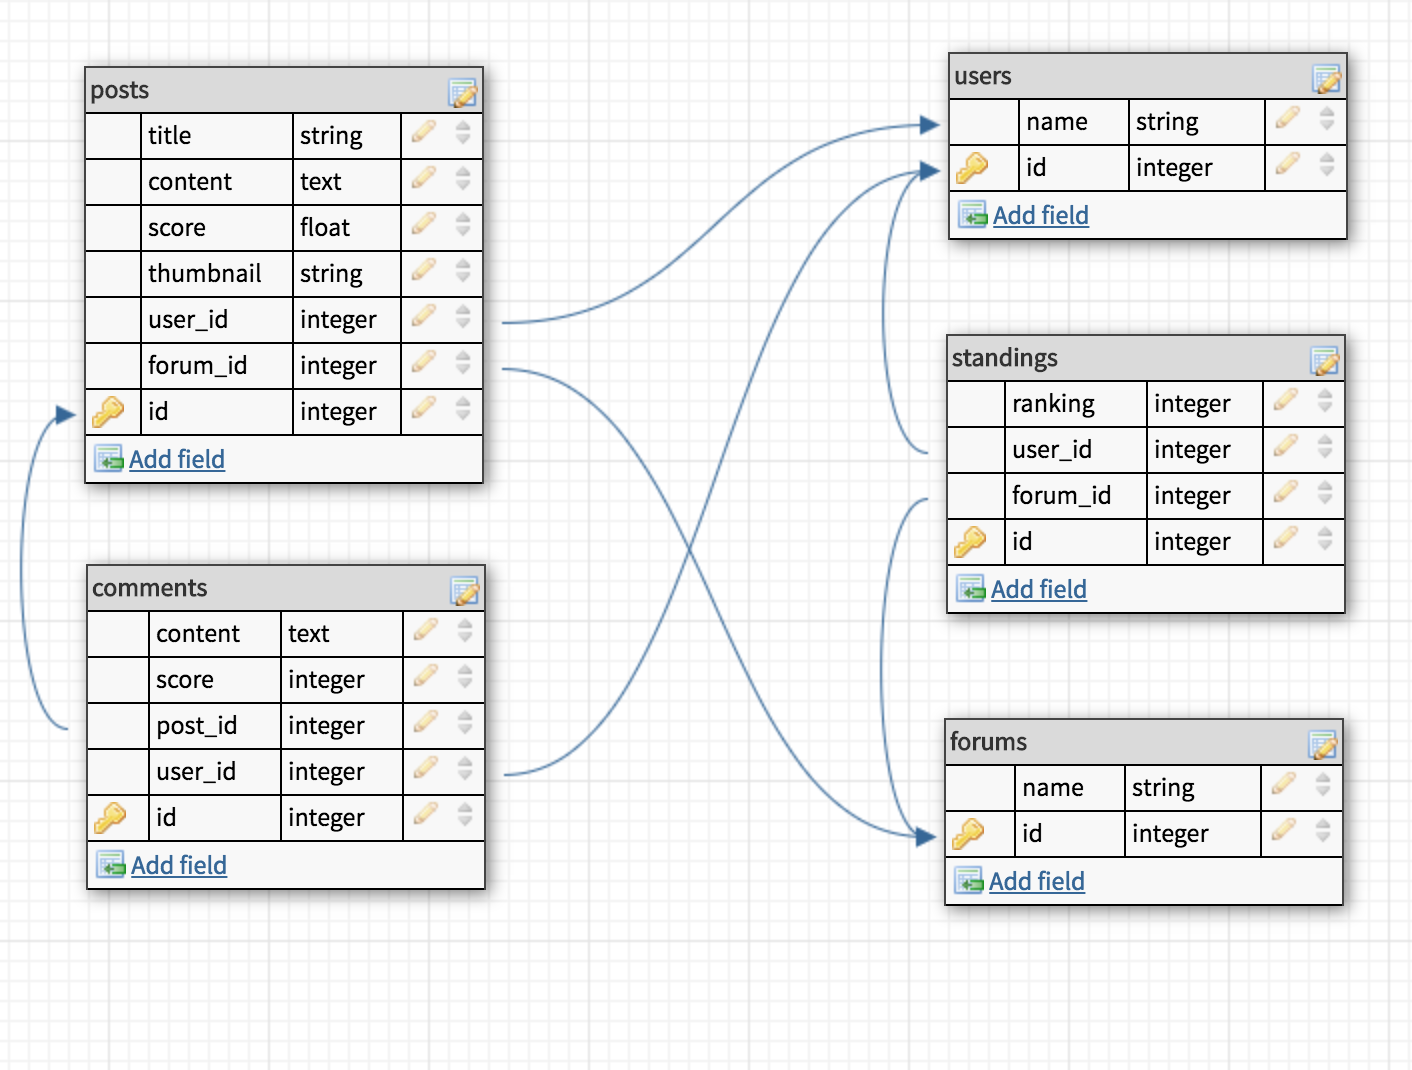 posts
title string
content text
score float
thumbnail string
user_id integer
forum_id integer
id integer
Add field
comments
content text
score integer
post_id integer
user_id integer
id integer
Add field
users
name string
id integer
Add field
standings
ranking integer
user_id integer
forum_id integer
id integer
Add field
forums
name string
id integer
Add field